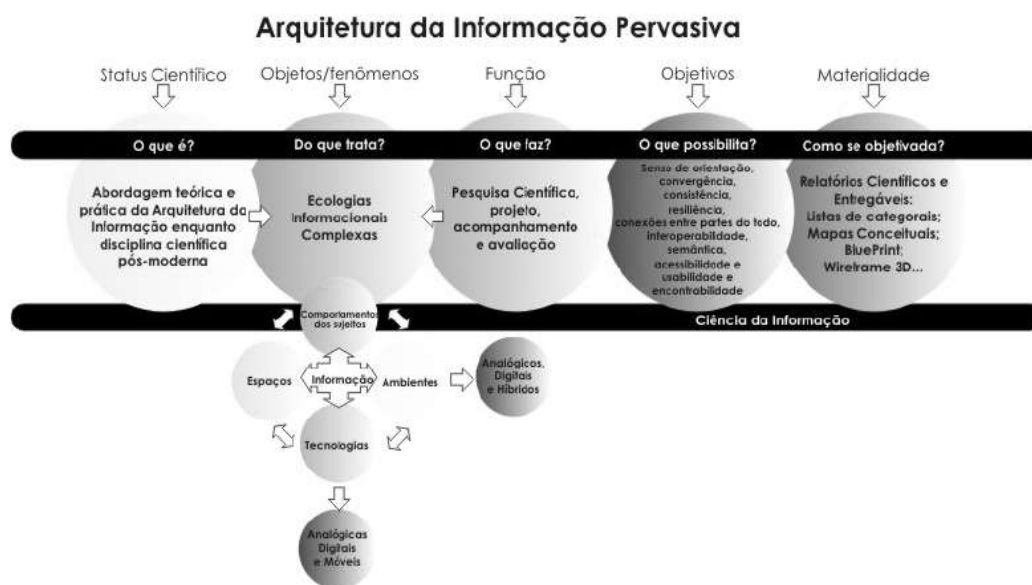 Arquitetura da Informação Pervasiva
Status Científico
Objetos/fenômenos
Função
Objetivos
Materialidade
O que é?
Do que trata?
O que faz?
O que possibilita?
Como se objetivada?
Abordagem teórica e
prática da Arquitetura da
Informação enquanto
disciplina científica
pós-moderna
Ecologias
Informacionais
Complexas
Pesquisa Científica,
projeto,
acompanhamento
e avaliação
Senso de orientação,
convergência,
consistência,
resiliência,
conexões entre partes do todo,
interoperabilidade,
semântica,
acessibilidade e
usabilidade e
encontrabilidade
Relatórios Científicos e
Entregáveis:
Listas de categorais;
Mapas Conceituais;
BluePrint;
Wireframe 3D...
Ciência da Informação
Comportamentos
dos sujeitos
Espaços
Informação
Ambientes
Analógicos,
Digitais
e Híbridos
Tecnologias
Analógicas
Digitais
e Móveis